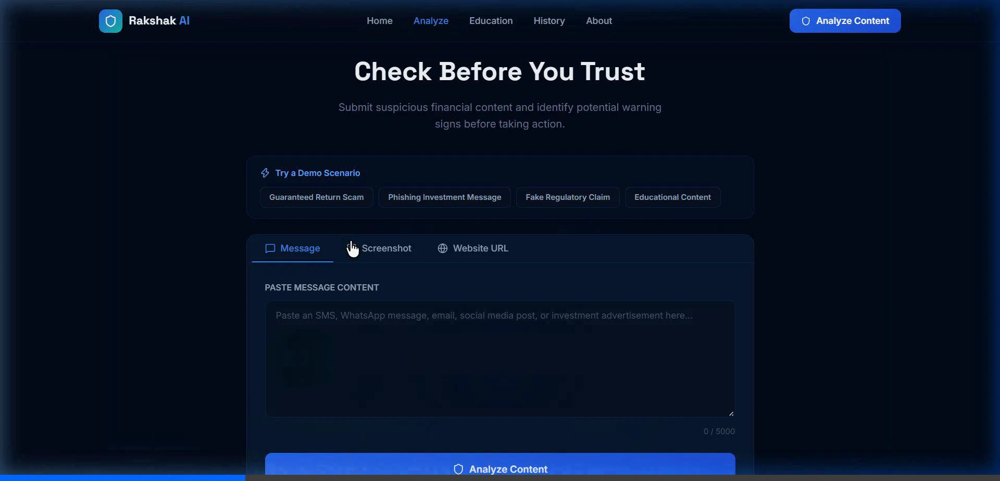 Rakshak AI
Home
Analyze
Education
History
About
Analyze Content
Check Before You Trust
Submit suspicious financial content and identify potential warning
signs before taking action.
Try a Demo Scenario
Guaranteed Return Scam
Phishing Investment Message
Fake Regulatory Claim
Educational Content
Message
Screenshot
Website URL
PASTE MESSAGE CONTENT
Paste an SMS, WhatsApp message, email, social media post, or investment advertisement here...
0 / 5000
Analyze Content